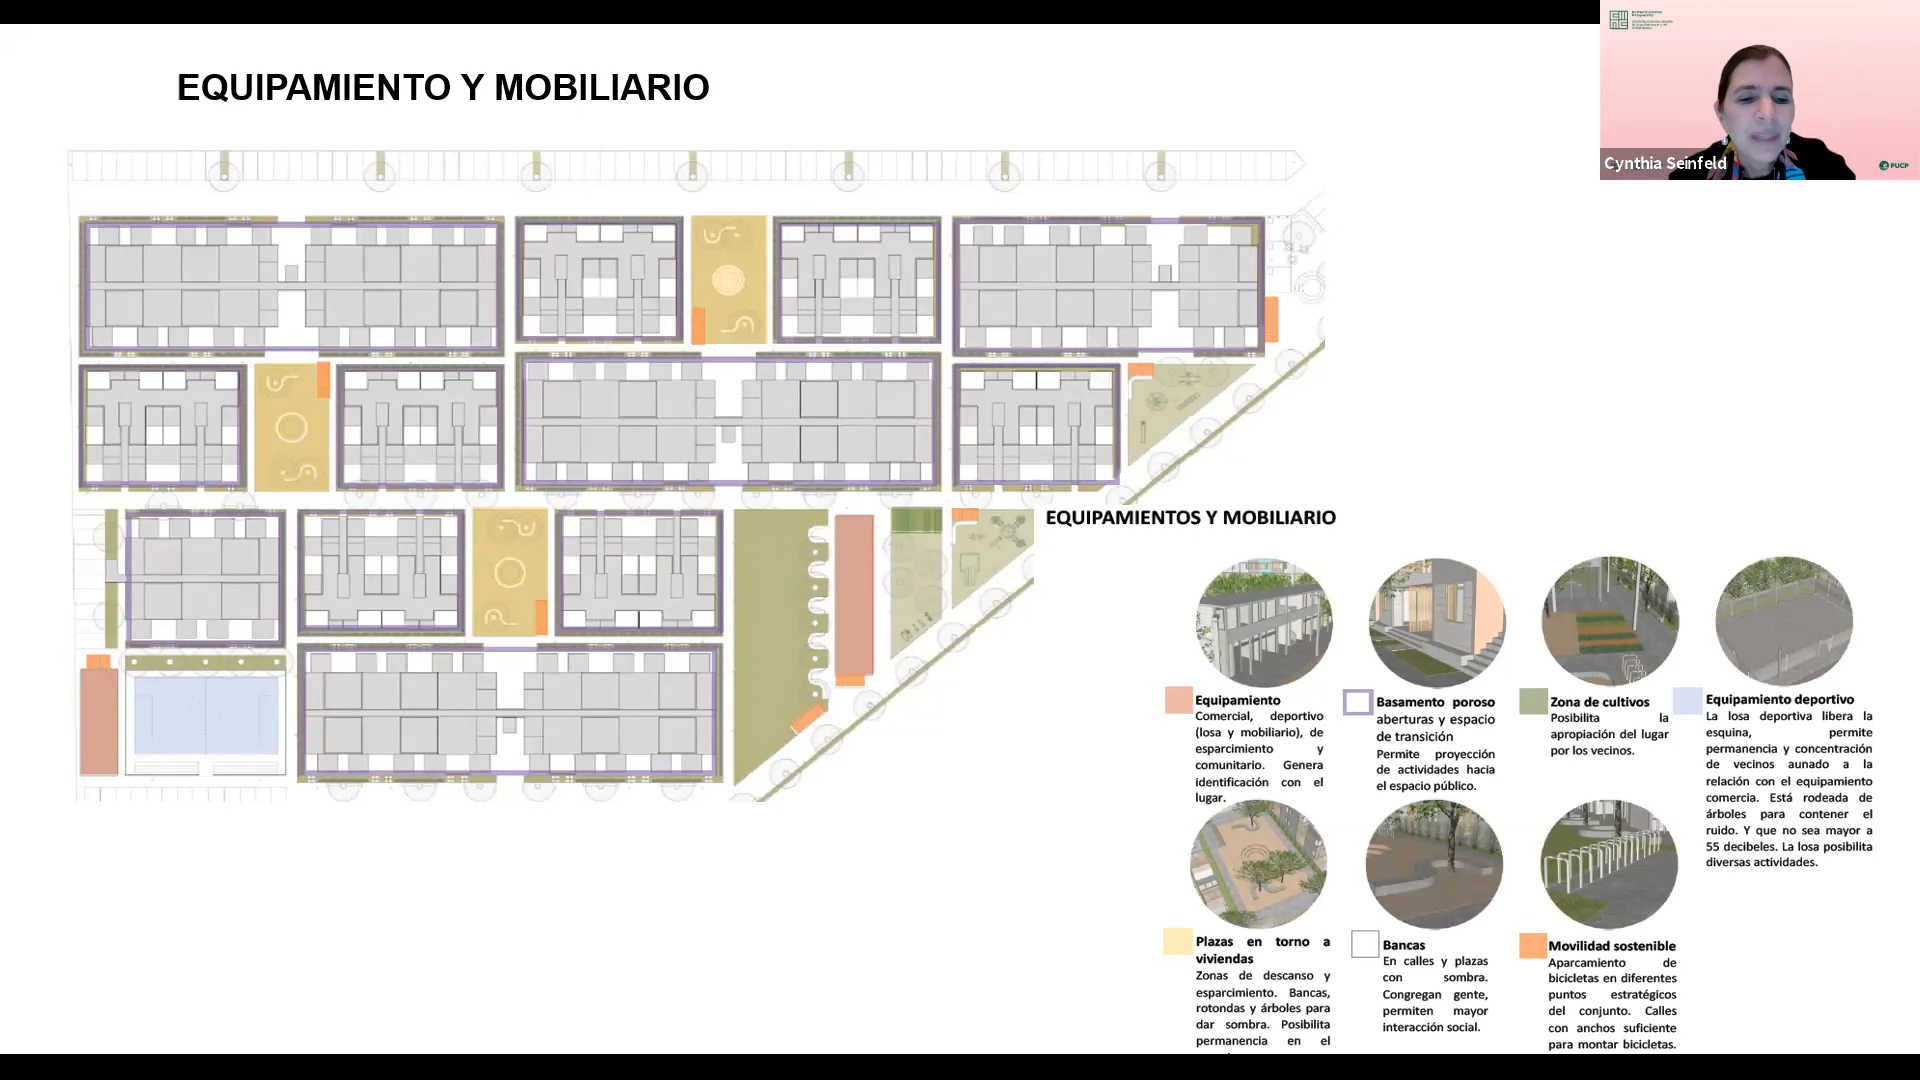 EQUIPAMIENTO Y MOBILIARIO
Cynthia Seinfeld
PUCP
EQUIPAMIENTOS Y MOBILIARIO
Equipamiento
Comercial, deportivo
(losa y mobiliario), de
esparcimiento y
comunitario. Genera
identificación con el
lugar.
Basamento poroso
aberturas y espacio
de transición
Permite proyección
de actividades hacia
el espacio público.
Zona de cultivos
Posibilita la
apropiación del lugar
por los vecinos.
Equipamiento deportivo
La losa deportiva libera la
esquina, permite
permanencia y concentración
de vecinos aunado a la
relación con el equipamiento
comercia. Está rodeada de
árboles para contener el
ruido. Y que no sea mayor a
55 decibeles. La losa posibilita
diversas actividades.
Plazas en torno a
viviendas
Zonas de descanso y
esparcimiento. Bancas,
rotondas y árboles para
dar sombra. Posibilita
permanencia en el
Bancas
En calles y plazas
con sombra.
Congregan gente,
permiten mayor
interacción social.
Movilidad sostenible
Aparcamiento de
bicicletas en diferentes
puntos estratégicos
del conjunto. Calles
con anchos suficiente
para montar bicicletas.